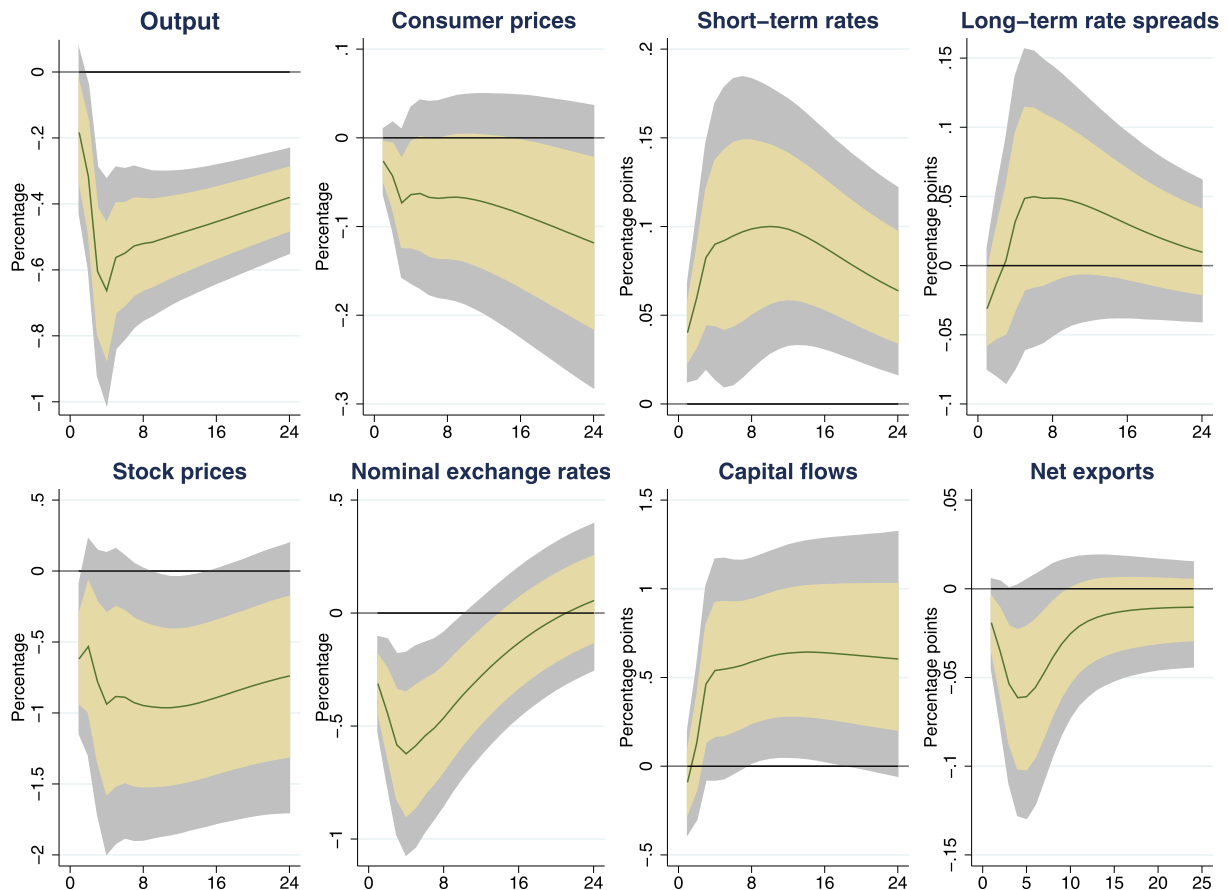 Output
Percentage
0
−.2
−.4
−.6
−.8
−1
0 8 16 24
Consumer prices
Percentage
.1
0
−.1
−.2
−.3
0 8 16 24
Short−term rates
Percentage points
.2
.15
.1
.05
0
0 8 16 24
Long−term rate spreads
Percentage points
.15
.1
.05
0
−.05
−.1
0 8 16 24
Stock prices
Percentage
.5
0
−.5
−1
−1.5
−2
0 8 16 24
Nominal exchange rates
Percentage
.5
0
−.5
−1
0 8 16 24
Capital flows
Percentage points
1.5
1
.5
0
−.5
0 8 16 24
Net exports
Percentage points
.05
0
−.05
−.1
−.15
0 5 10 15 20 25